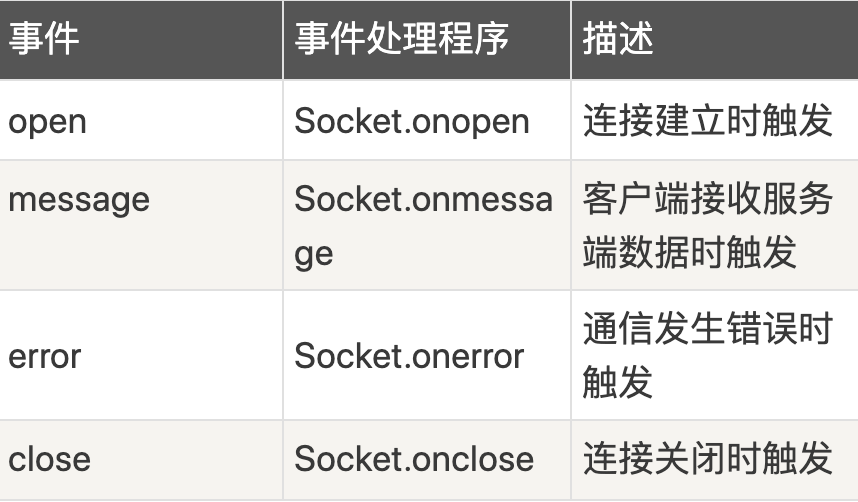 事件 事件处理程序 描述
open Socket.onopen 连接建立时触发
message Socket.onmessa 客户端接收服务
ge 端数据时触发
error Socket.onerror 通信发生错误时
触发
close Socket.onclose 连接关闭时触发